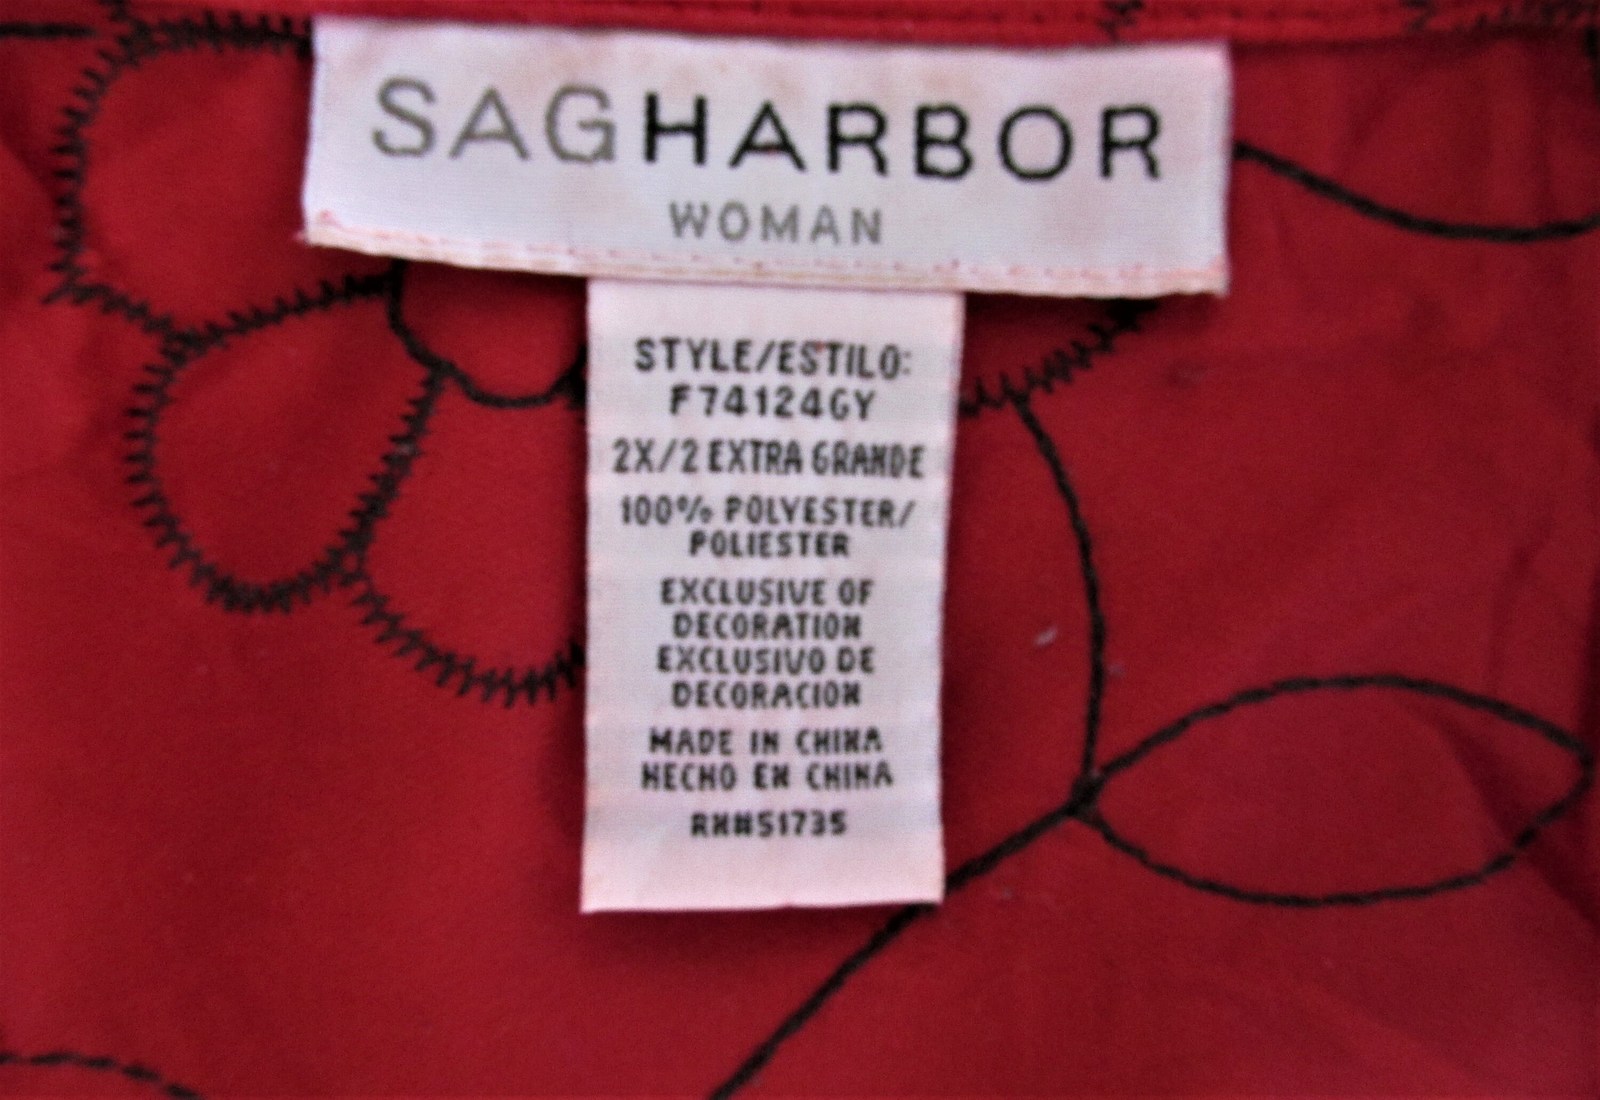 SAGHARBOR
WOMAN
STYLE/ESTILO:
F74124GY
2X/2 EXTRA GRANDE
100% POLYESTER/
POLIESTER
EXCLUSIVE OF
DECORATION
EXCLUSIVO DE
DECORACION
MADE IN CHINA
HECHO EN CHINA
RN#51735